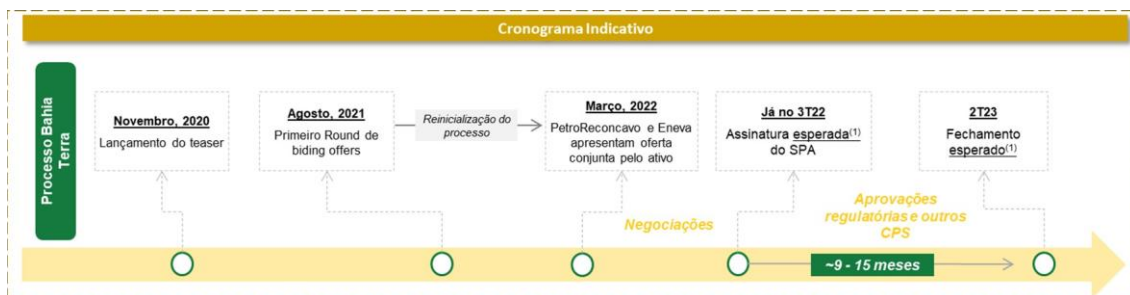 Cronograma Indicativo
Processo Bahia
Terra
Novembro, 2020
Lançamento do teaser
Agosto, 2021
Primeiro Round de
biding offers
Reinicialização do
processo
Março, 2022
PetroReconcavo e Eneva
apresentam oferta
conjunta pelo ativo
Já no 3T22
Assinatura esperada(1)
do SPA
2T23
Fechamento
esperado(1)
Negociações
Aprovações
regulatórias e outros
CPS
~9 - 15 meses